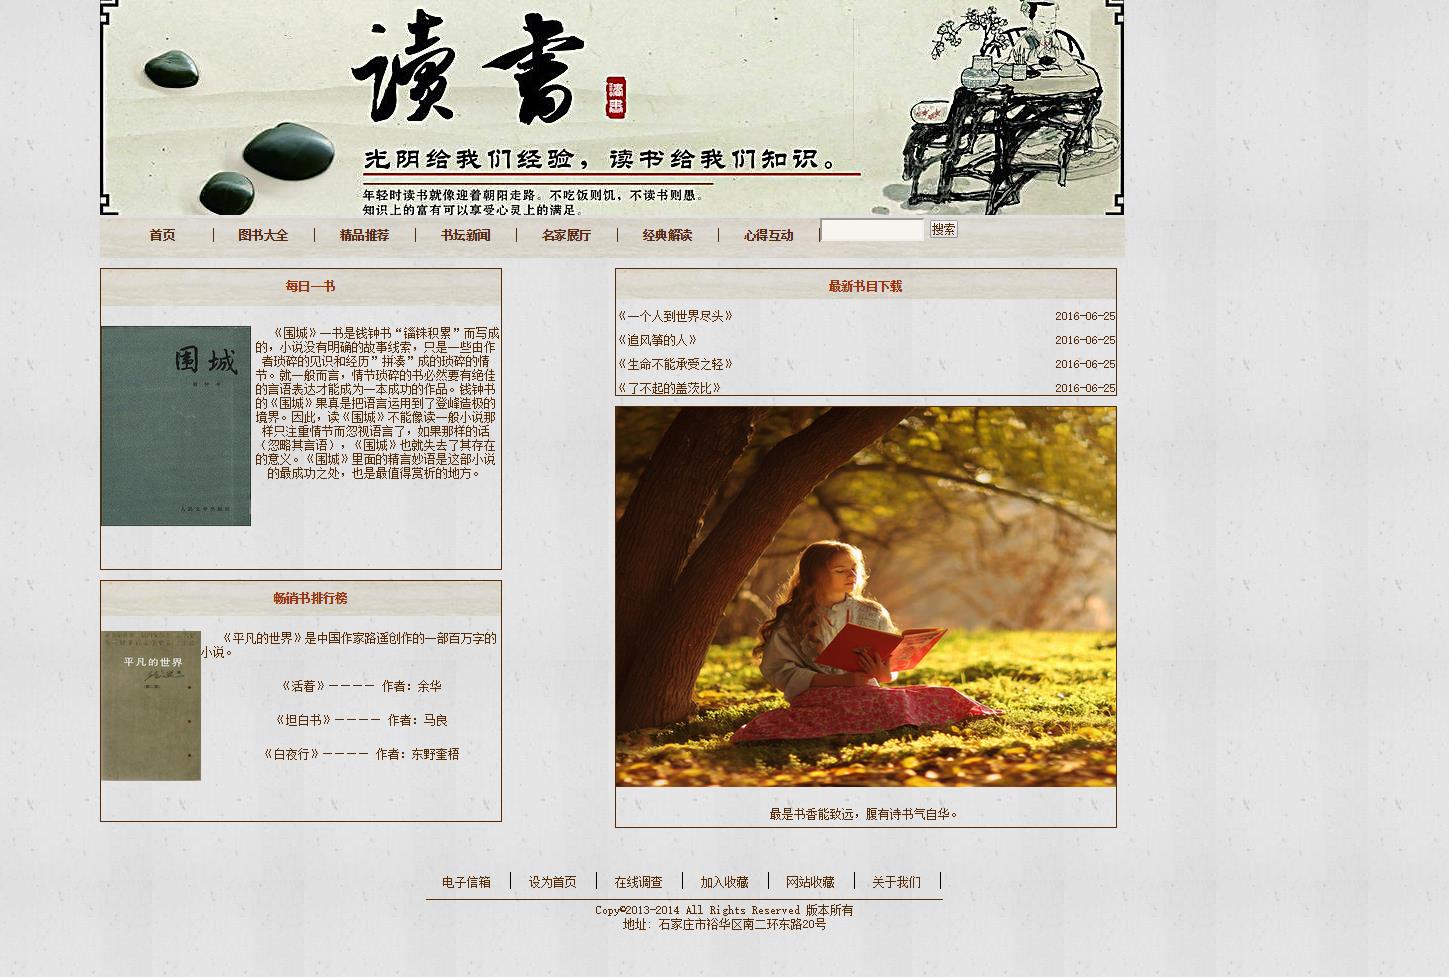 读书
读书
光阴给我们经验，读书给我们知识。
年轻时读书就像迎着朝阳走路。不吃饭则饥，不读书则愚。
知识上的富有可以享受心灵上的满足。
首页 图书大全 精品推荐 书坛新闻 名家展厅 经典解读 心得互动 搜索
每日一书
围城
人民文学出版社
《围城》一书是钱钟书“锱铢积累”而写成
的，小说没有明确的故事线索，只是一些由作
者琐碎的见识和经历”拼凑”成的琐碎的情
节。就一般而言，情节琐碎的书必然要有绝佳
的言语表达才能成为一本成功的作品。钱钟书
的《围城》果真是把语言运用到了登峰造极的
境界。因此，读《围城》不能像读一般小说那
样只注重情节而忽视语言了，如果那样的话
（忽略其言语），《围城》也就失去了其存在
的意义。《围城》里面的精言妙语是这部小说
的最成功之处，也是最值得赏析的地方。
畅销书排行榜
平凡的世界
《平凡的世界》是中国作家路遥创作的一部百万字的
小说。
《活着》———— 作者：余华
《坦白书》———— 作者：马良
《白夜行》———— 作者：东野奎梧
最新书目下载
《一个人到世界尽头》 2016-06-25
《追风筝的人》 2016-06-25
《生命不能承受之轻》 2016-06-25
《了不起的盖茨比》 2016-06-25
最是书香能致远，腹有诗书气自华。
电子信箱 设为首页 在线调查 加入收藏 网站收藏 关于我们
Copy©2013-2014 All Rights Reserved 版本所有
地址: 石家庄市裕华区南二环东路20号